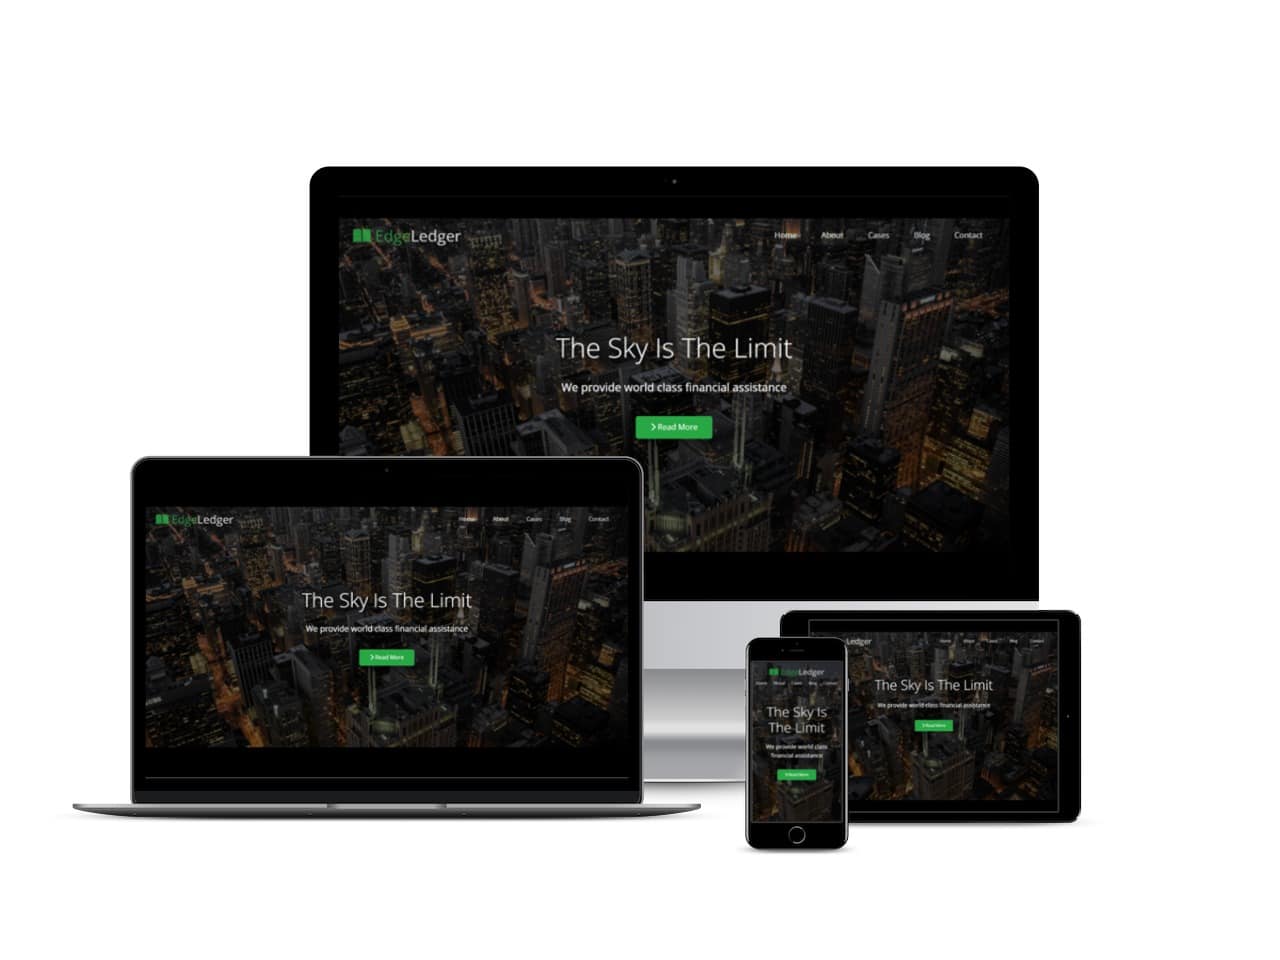 EdgeLedger
Home About Cases Blog Contact
The Sky Is The Limit
We provide world class financial assistance
Read More
EdgeLedger
Home About Cases Blog Contact
The Sky Is The Limit
We provide world class financial assistance
Read More
EdgeLedger
Home About Cases Blog Contact
The Sky Is
The Limit
We provide world class
financial assistance
Read More
Ledger
Home About Cases Blog Contact
The Sky Is The Limit
We provide world class financial assistance
Read More